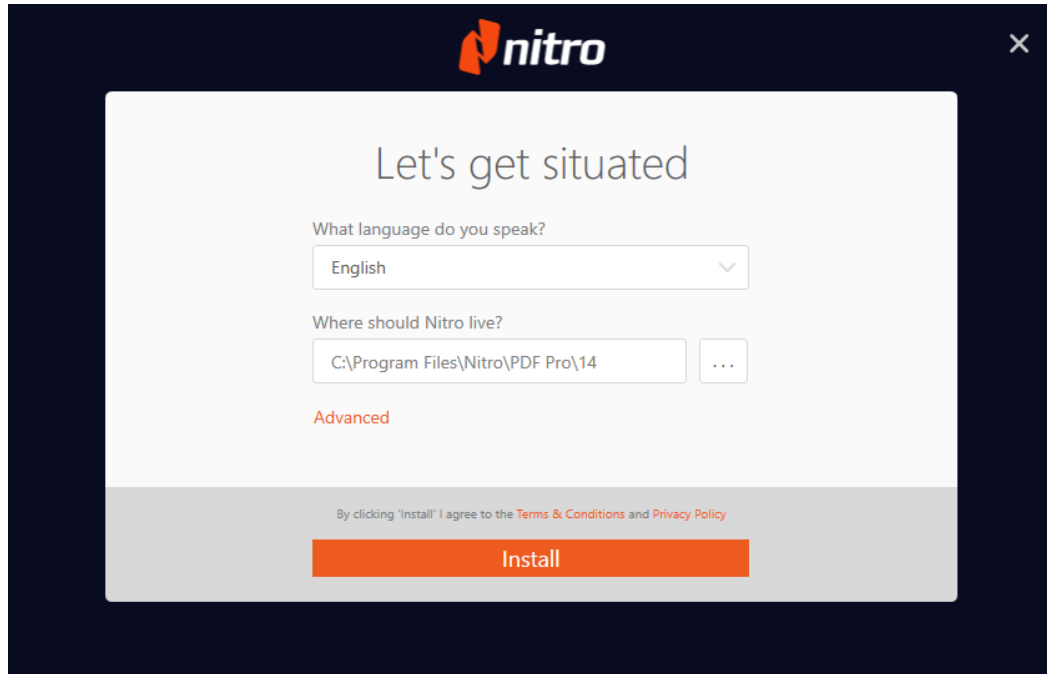 nitro
Let's get situated
What language do you speak?
English
Where should Nitro live?
C:\Program Files\Nitro\PDF Pro\14
...
Advanced
By clicking 'Install' I agree to the Terms & Conditions and Privacy Policy
Install